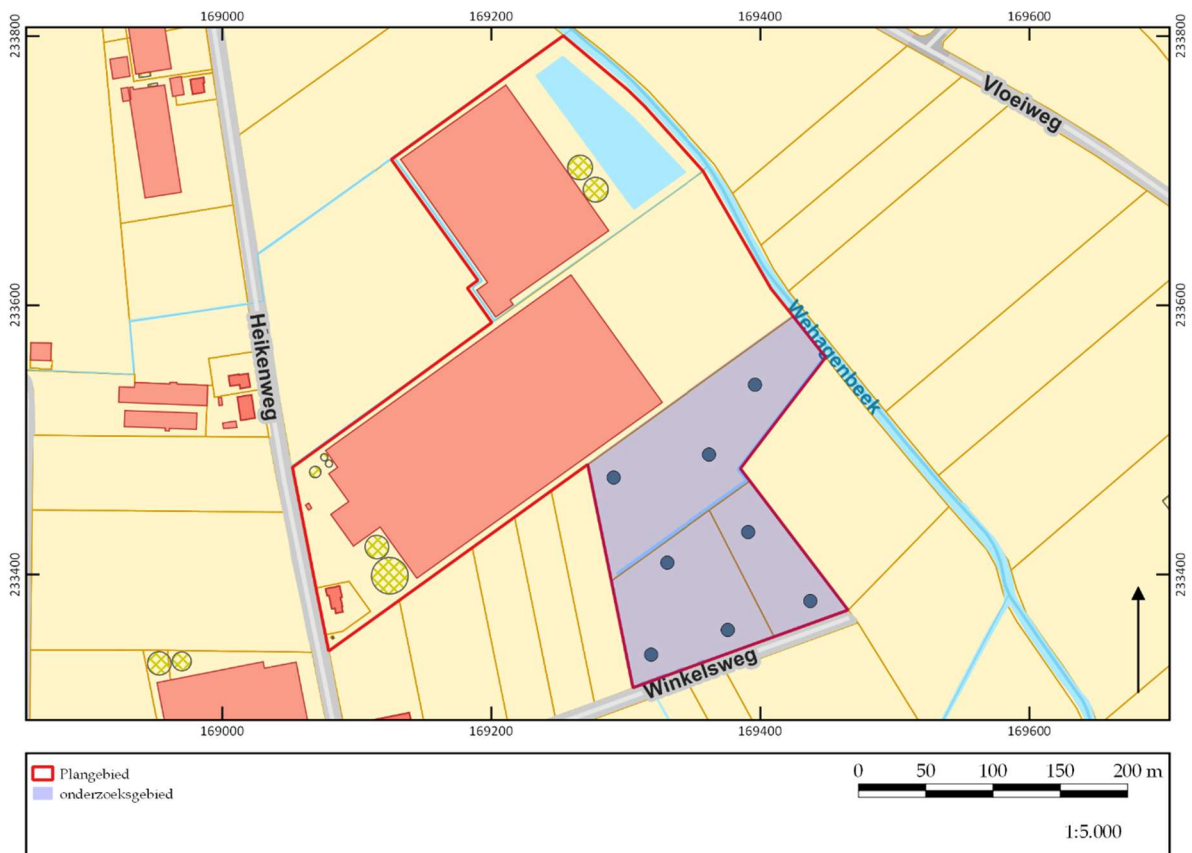 169000 169200 169400 169600
233800 233800
Vloeiweg
233600 233600
Heikenweg
Wehagenbeek
233400 233400
Winkelsweg
169000 169200 169400 169600
Plangebied
onderzoeksgebied
0 50 100 150 200 m
1:5.000